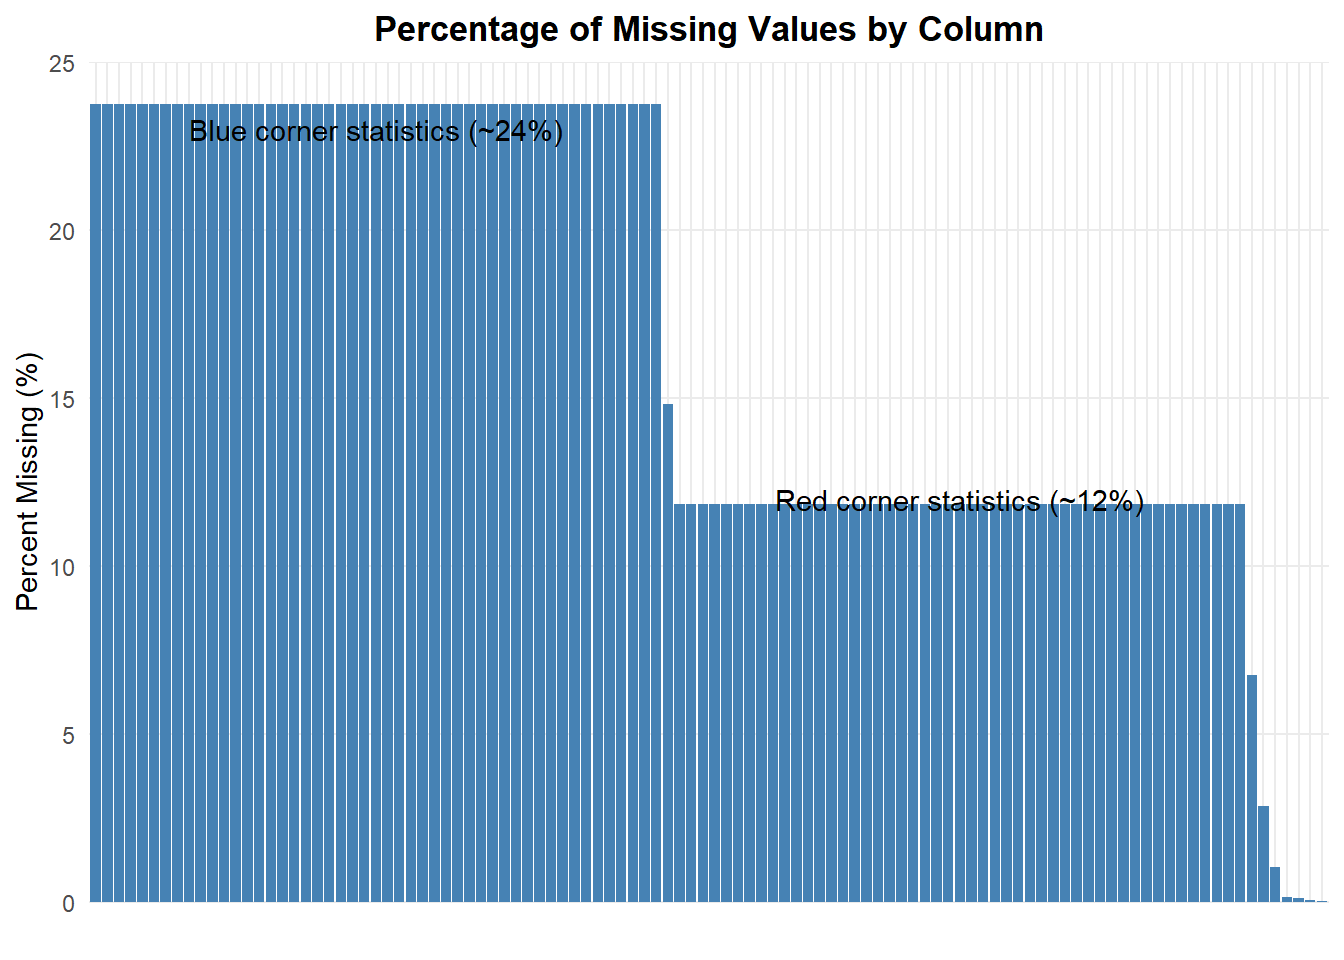 Percentage of Missing Values by Column
25
Blue corner statistics (~24%)
20
15
Red corner statistics (~12%)
10
5
0
Percent Missing (%)